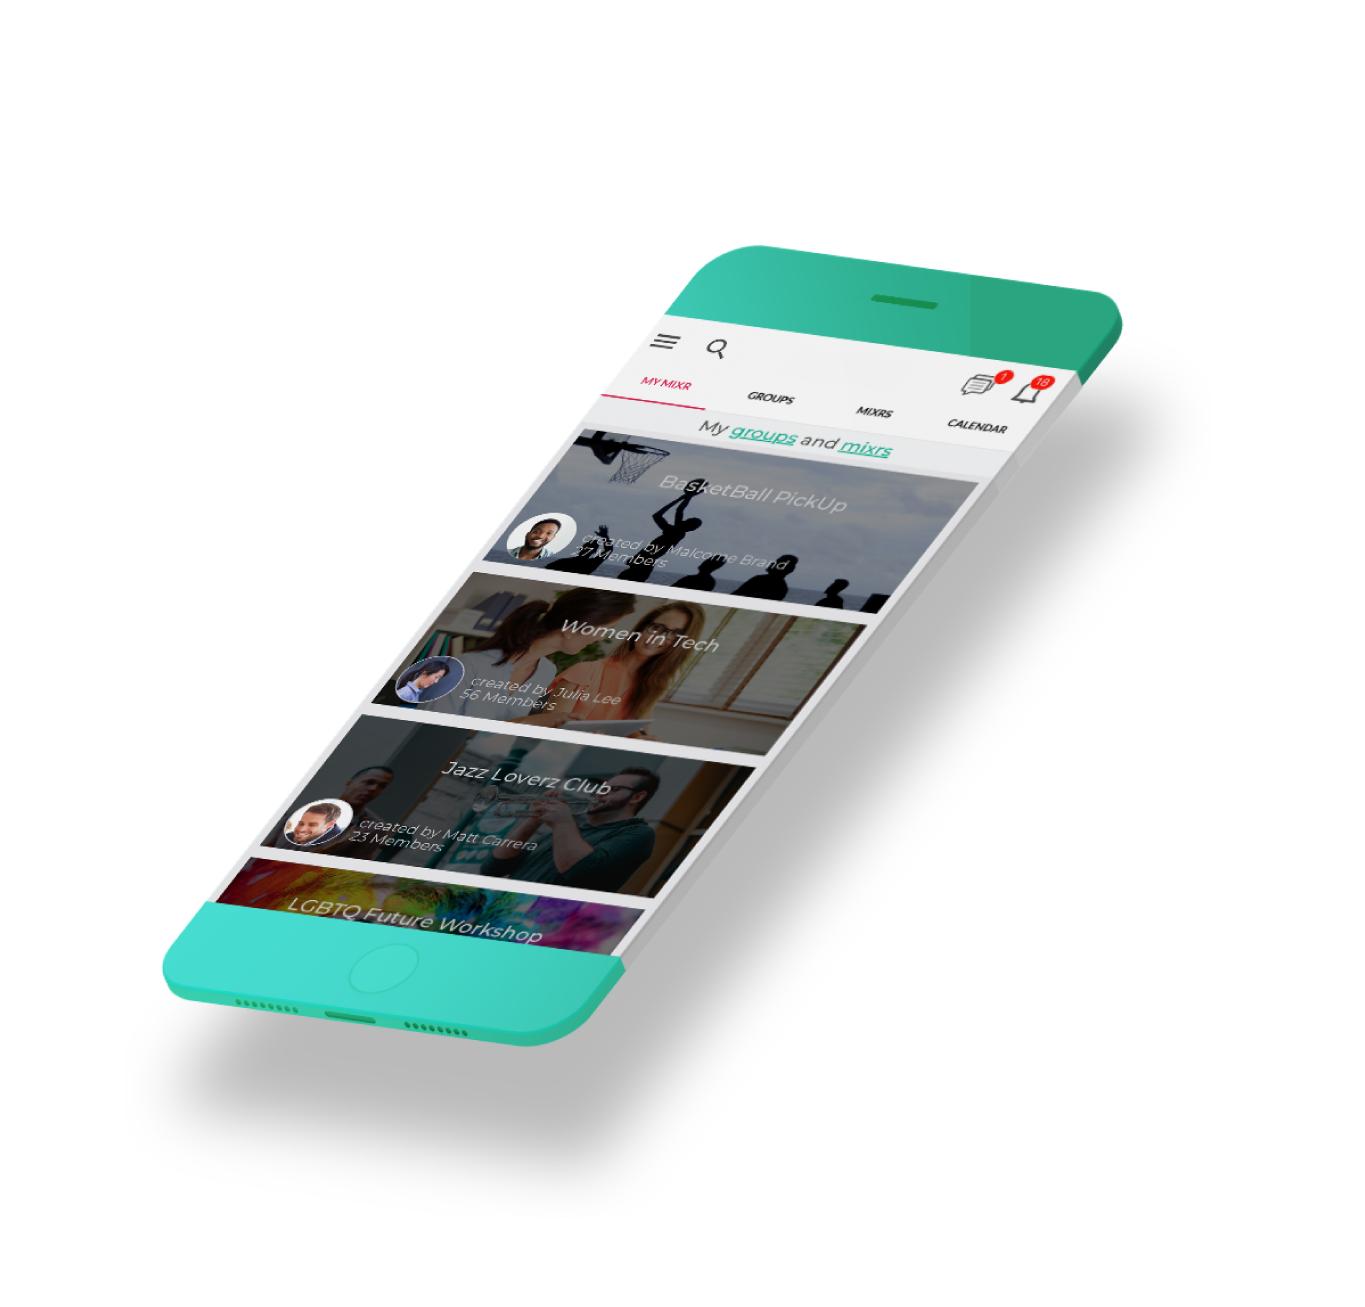 1
18
MY MIXR
GROUPS
MIXRS
CALENDAR
My groups and mixrs
BasketBall PickUp
created by Malcome Brand
27 Members
Women in Tech
created by Julia Lee
56 Members
Jazz Loverz Club
created by Matt Carrera
23 Members
LGBTQ Future Workshop